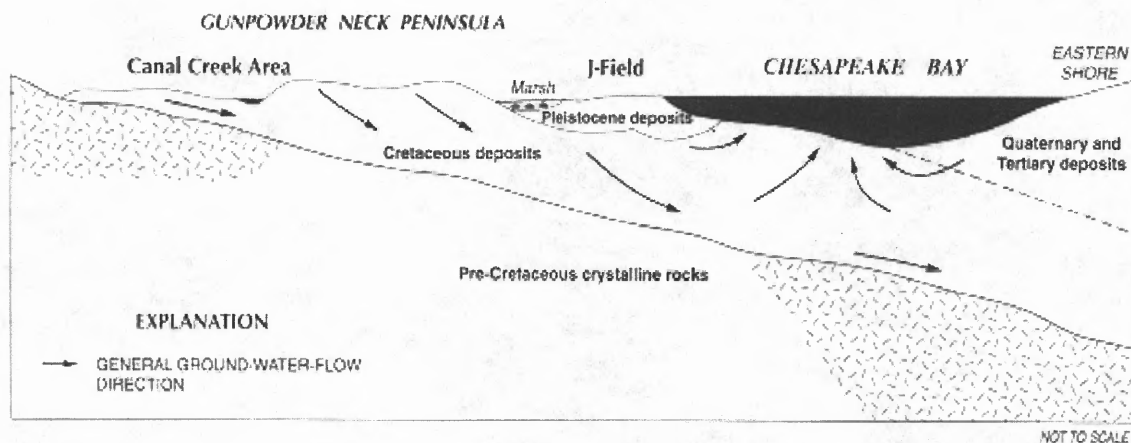 GUNPOWDER NECK PENINSULA
Canal Creek Area
J-Field
CHESAPEAKE BAY
EASTERN
SHORE
Marsh
Pleistocene deposits
Cretaceous deposits
Quaternary and
Tertiary deposits
Pre-Cretaceous crystalline rocks
EXPLANATION
GENERAL GROUND-WATER-FLOW
DIRECTION
NOT TO SCALE